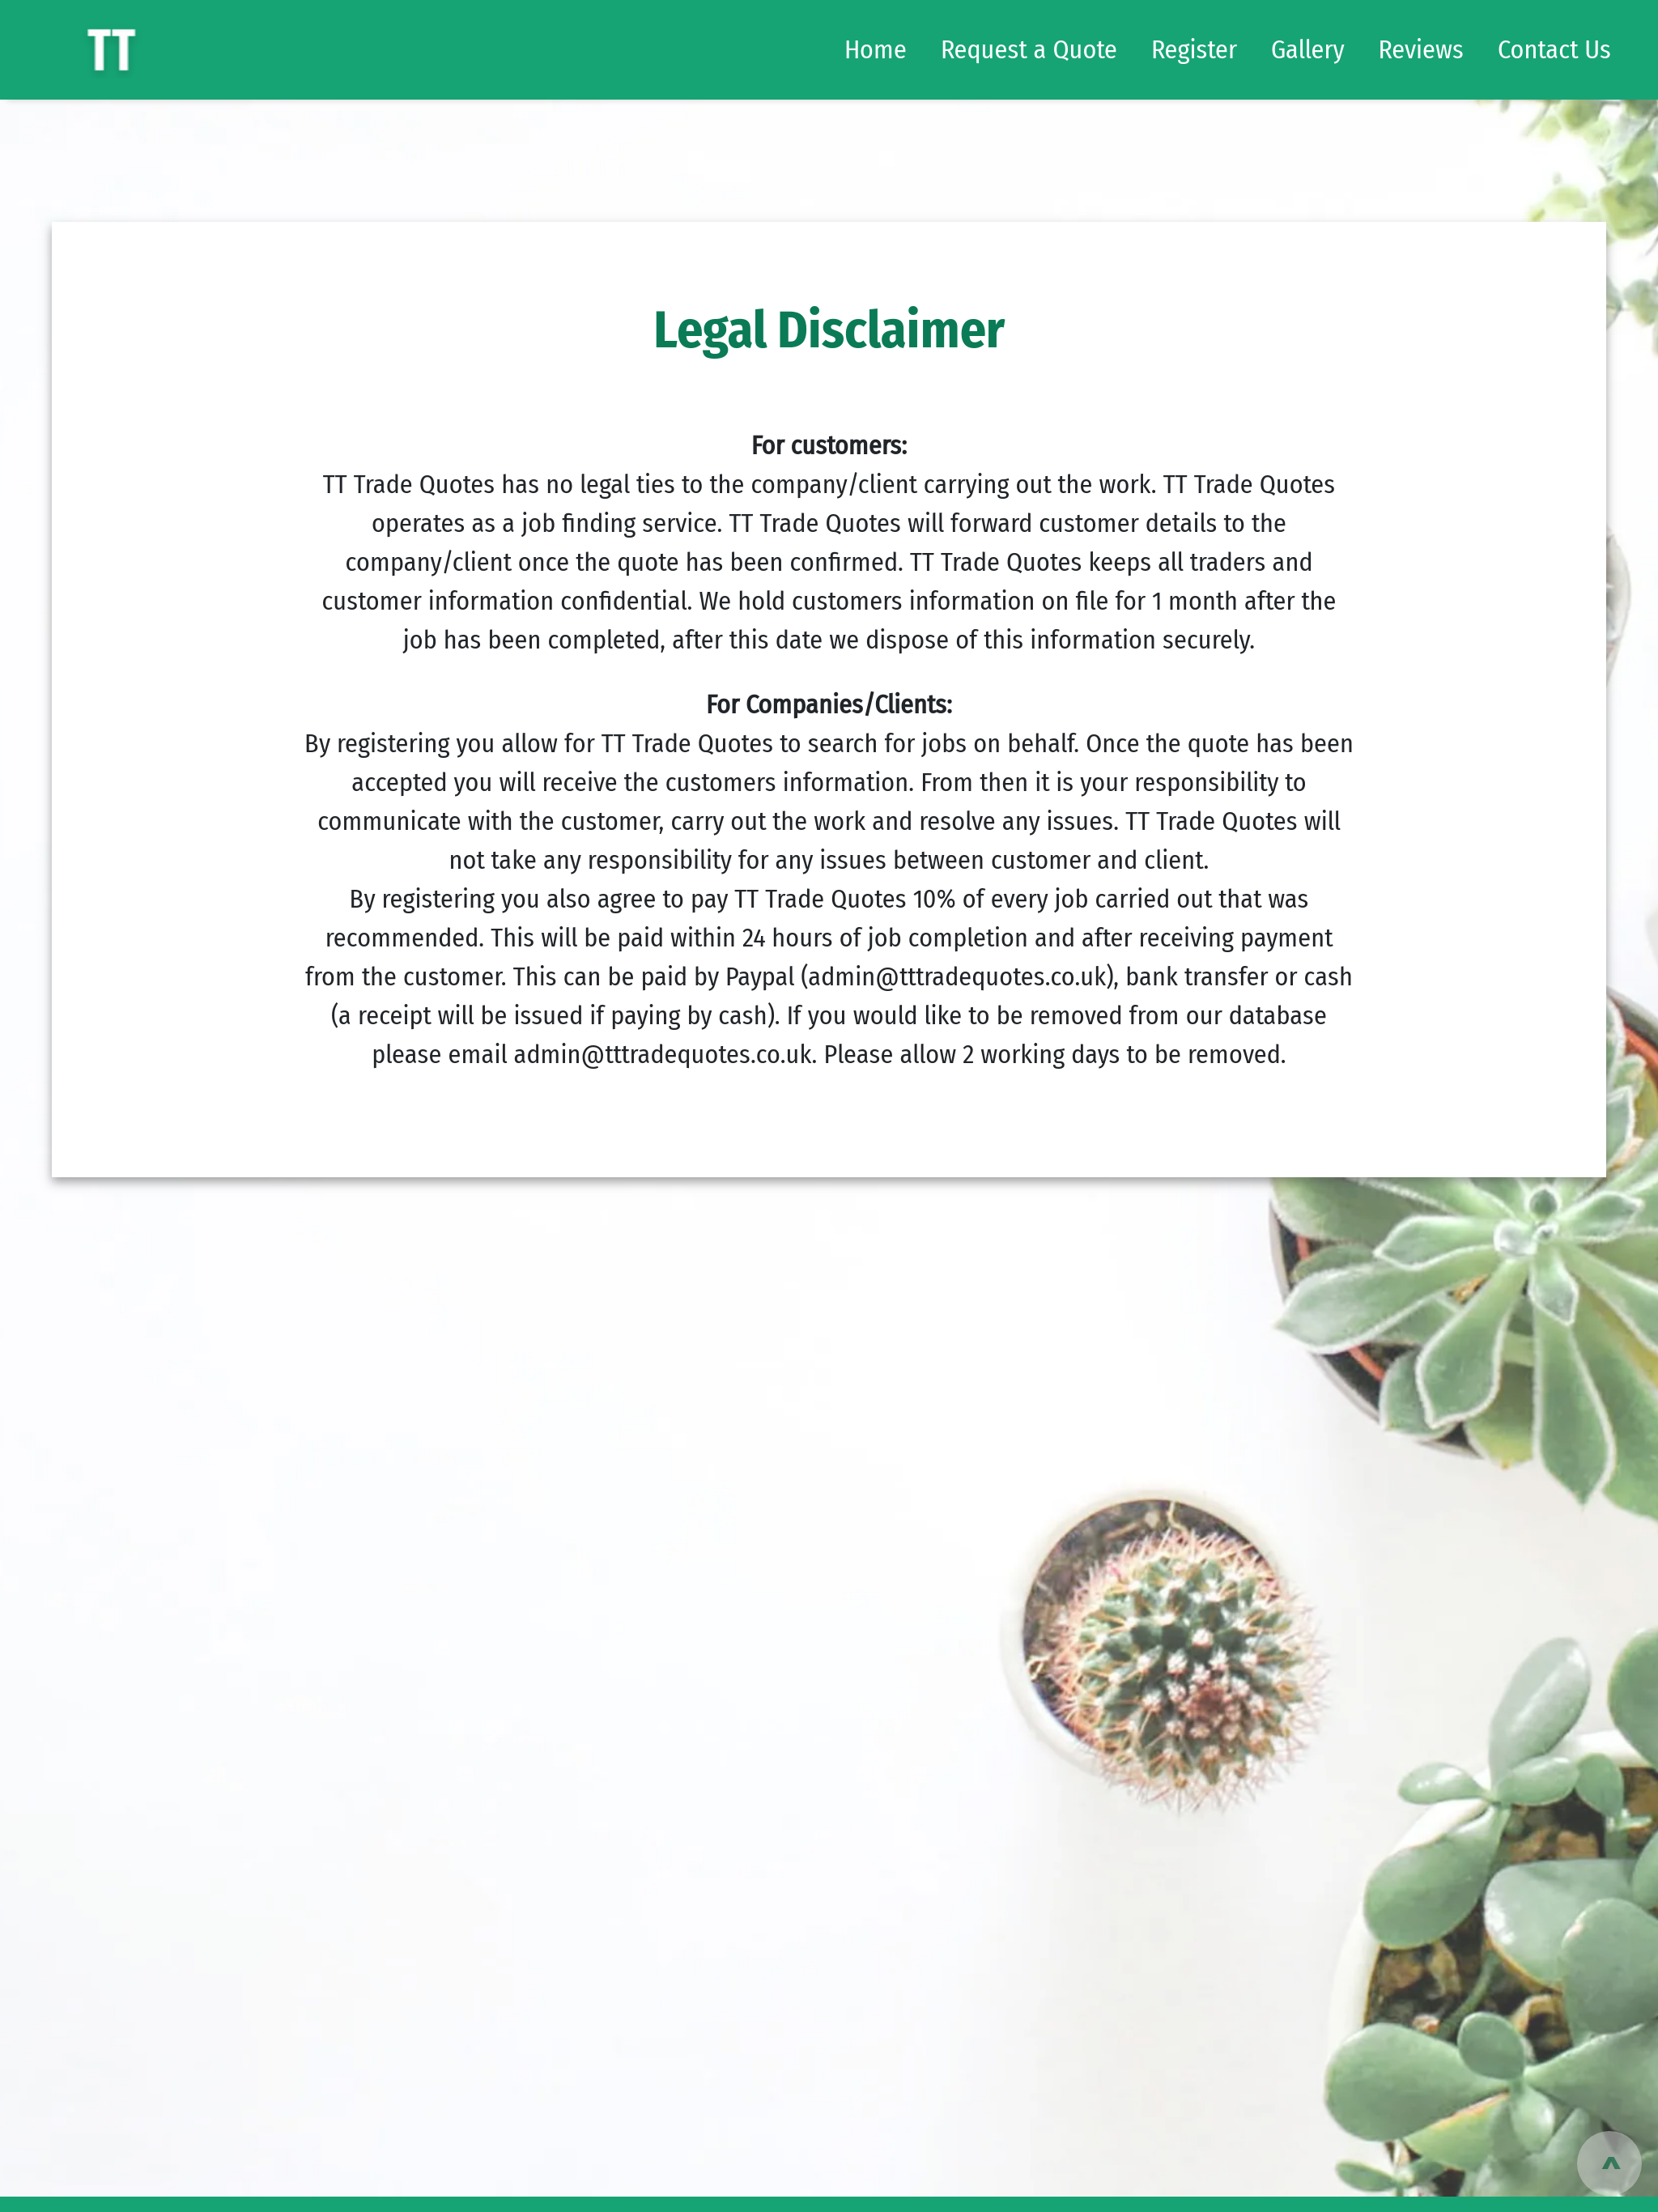 TT
Home Request a Quote Register Gallery Reviews Contact Us
Legal Disclaimer
For customers:
TT Trade Quotes has no legal ties to the company/client carrying out the work. TT Trade Quotes
operates as a job finding service. TT Trade Quotes will forward customer details to the
company/client once the quote has been confirmed. TT Trade Quotes keeps all traders and
customer information confidential. We hold customers information on file for 1 month after the
job has been completed, after this date we dispose of this information securely.
For Companies/Clients:
By registering you allow for TT Trade Quotes to search for jobs on behalf. Once the quote has been
accepted you will receive the customers information. From then it is your responsibility to
communicate with the customer, carry out the work and resolve any issues. TT Trade Quotes will
not take any responsibility for any issues between customer and client.
By registering you also agree to pay TT Trade Quotes 10% of every job carried out that was
recommended. This will be paid within 24 hours of job completion and after receiving payment
from the customer. This can be paid by Paypal (admin@tttradequotes.co.uk), bank transfer or cash
(a receipt will be issued if paying by cash). If you would like to be removed from our database
please email admin@tttradequotes.co.uk. Please allow 2 working days to be removed.